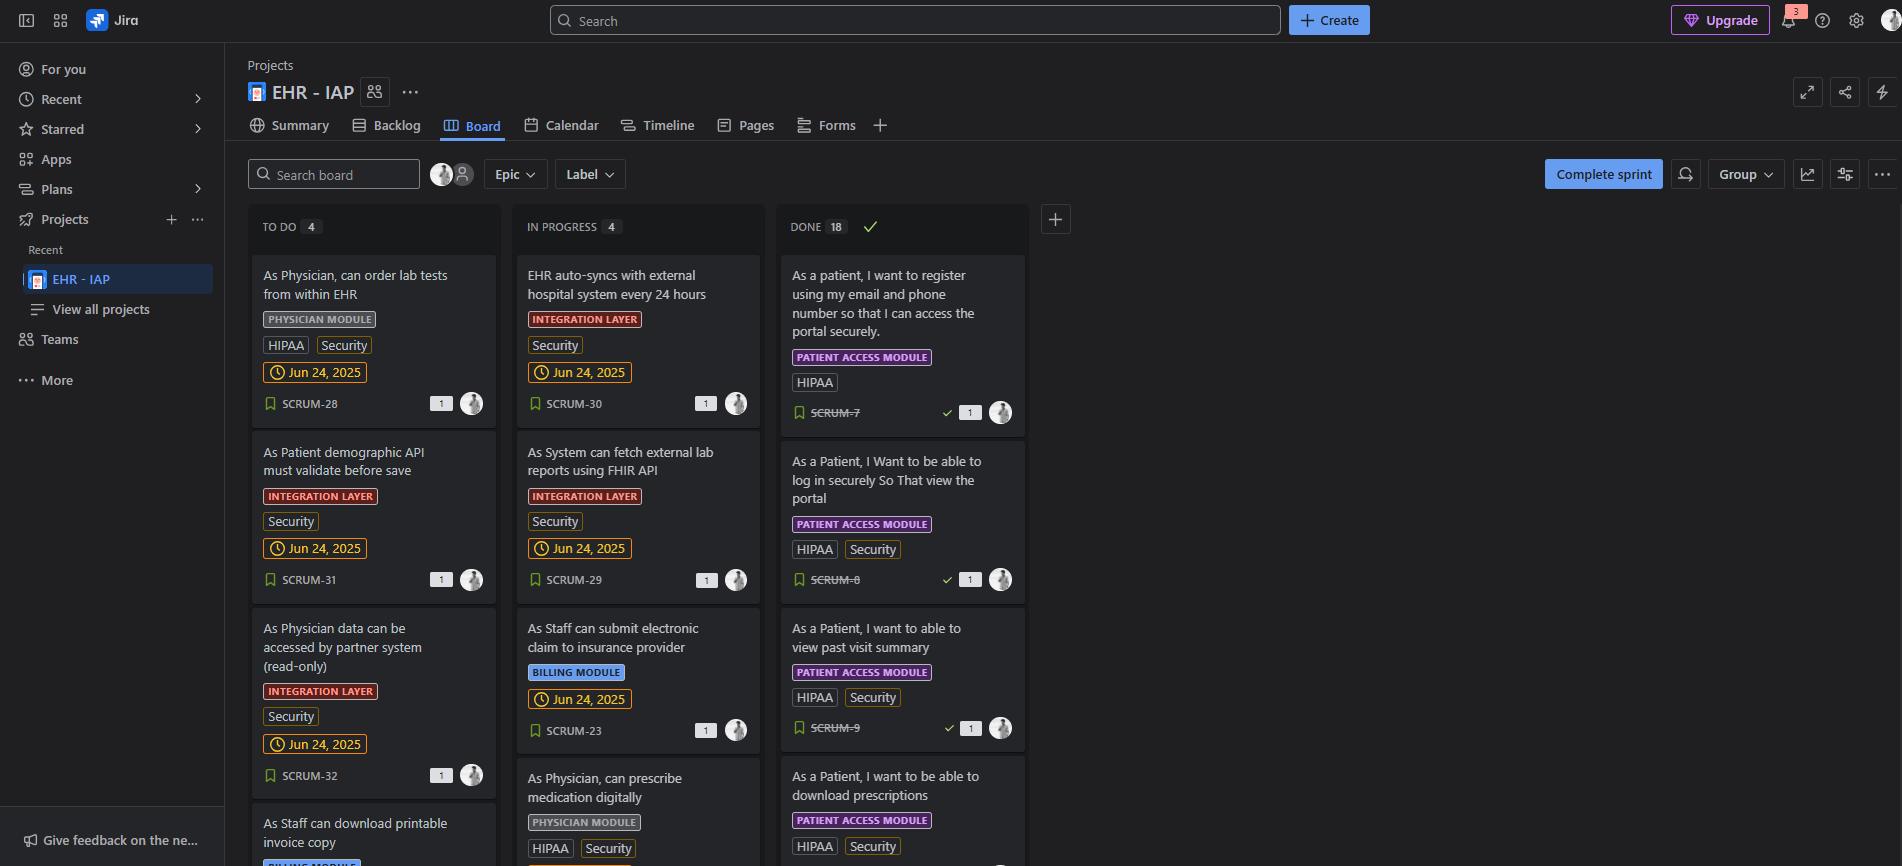 Jira
Search
Create
Upgrade
3
For you
Recent
Starred
Apps
Plans
Projects
Recent
EHR - IAP
View all projects
Teams
More
Give feedback on the ne...
Projects
EHR - IAP
Summary
Backlog
Board
Calendar
Timeline
Pages
Forms
Search board
Epic
Label
Complete sprint
Group
TO DO 4
As Physician, can order lab tests
from within EHR
PHYSICIAN MODULE
HIPAA Security
Jun 24, 2025
SCRUM-28 1
As Patient demographic API
must validate before save
INTEGRATION LAYER
Security
Jun 24, 2025
SCRUM-31 1
As Physician data can be
accessed by partner system
(read-only)
INTEGRATION LAYER
Security
Jun 24, 2025
SCRUM-32 1
As Staff can download printable
invoice copy
BILLING MODULE
IN PROGRESS 4
EHR auto-syncs with external
hospital system every 24 hours
INTEGRATION LAYER
Security
Jun 24, 2025
SCRUM-30 1
As System can fetch external lab
reports using FHIR API
INTEGRATION LAYER
Security
Jun 24, 2025
SCRUM-29 1
As Staff can submit electronic
claim to insurance provider
BILLING MODULE
Jun 24, 2025
SCRUM-23 1
As Physician, can prescribe
medication digitally
PHYSICIAN MODULE
HIPAA Security
DONE 18
As a patient, I want to register
using my email and phone
number so that I can access the
portal securely.
PATIENT ACCESS MODULE
HIPAA
SCRUM-7 1
As a Patient, I Want to be able to
log in securely So That view the
portal
PATIENT ACCESS MODULE
HIPAA Security
SCRUM-8 1
As a Patient, I want to able to
view past visit summary
PATIENT ACCESS MODULE
HIPAA Security
SCRUM-9 1
As a Patient, I want to be able to
download prescriptions
PATIENT ACCESS MODULE
HIPAA Security